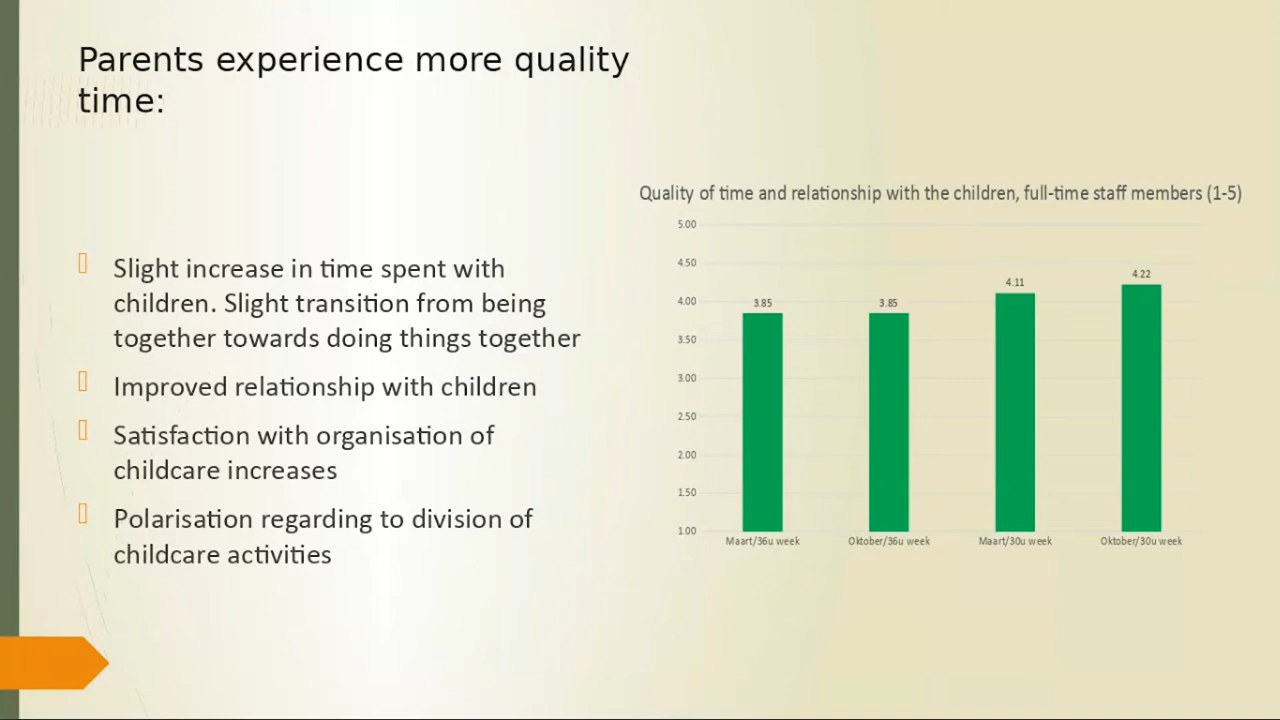 Parents experience more quality
time:
Slight increase in time spent with
children. Slight transition from being
together towards doing things together
Improved relationship with children
Satisfaction with organisation of
childcare increases
Polarisation regarding to division of
childcare activities
Quality of time and relationship with the children, full-time staff members (1-5)
5.00
4.50
4.00
3.50
3.00
2.50
2.00
1.50
1.00
3.85
3.85
4.11
4.22
Maart/36u week
Oktober/36u week
Maart/30u week
Oktober/30u week